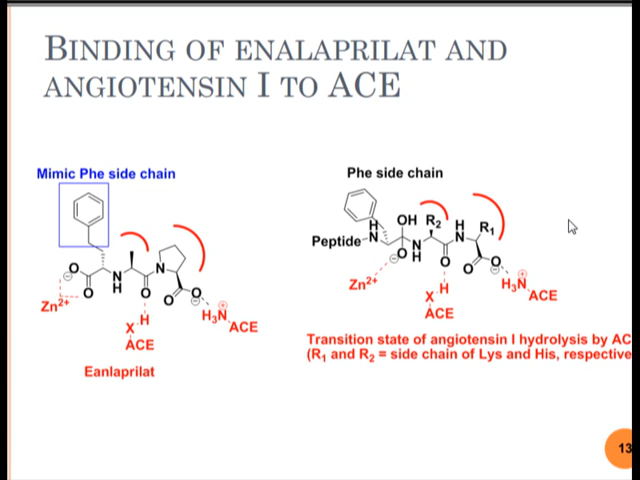 BINDING OF ENALAPRILAT AND
ANGIOTENSIN I TO ACE
Mimic Phe side chain
Phe side chain
OH R2 H R1
H
Peptide N N
O N H
O N
H O O O
Zn2+
O O
H3N
X H
ACE
ACE
O N
O N H O O O
Zn2+
X H
H3N
ACE
ACE
Eanlaprilat
Transition state of angiotensin I hydrolysis by AC
(R1 and R2 = side chain of Lys and His, respective
13